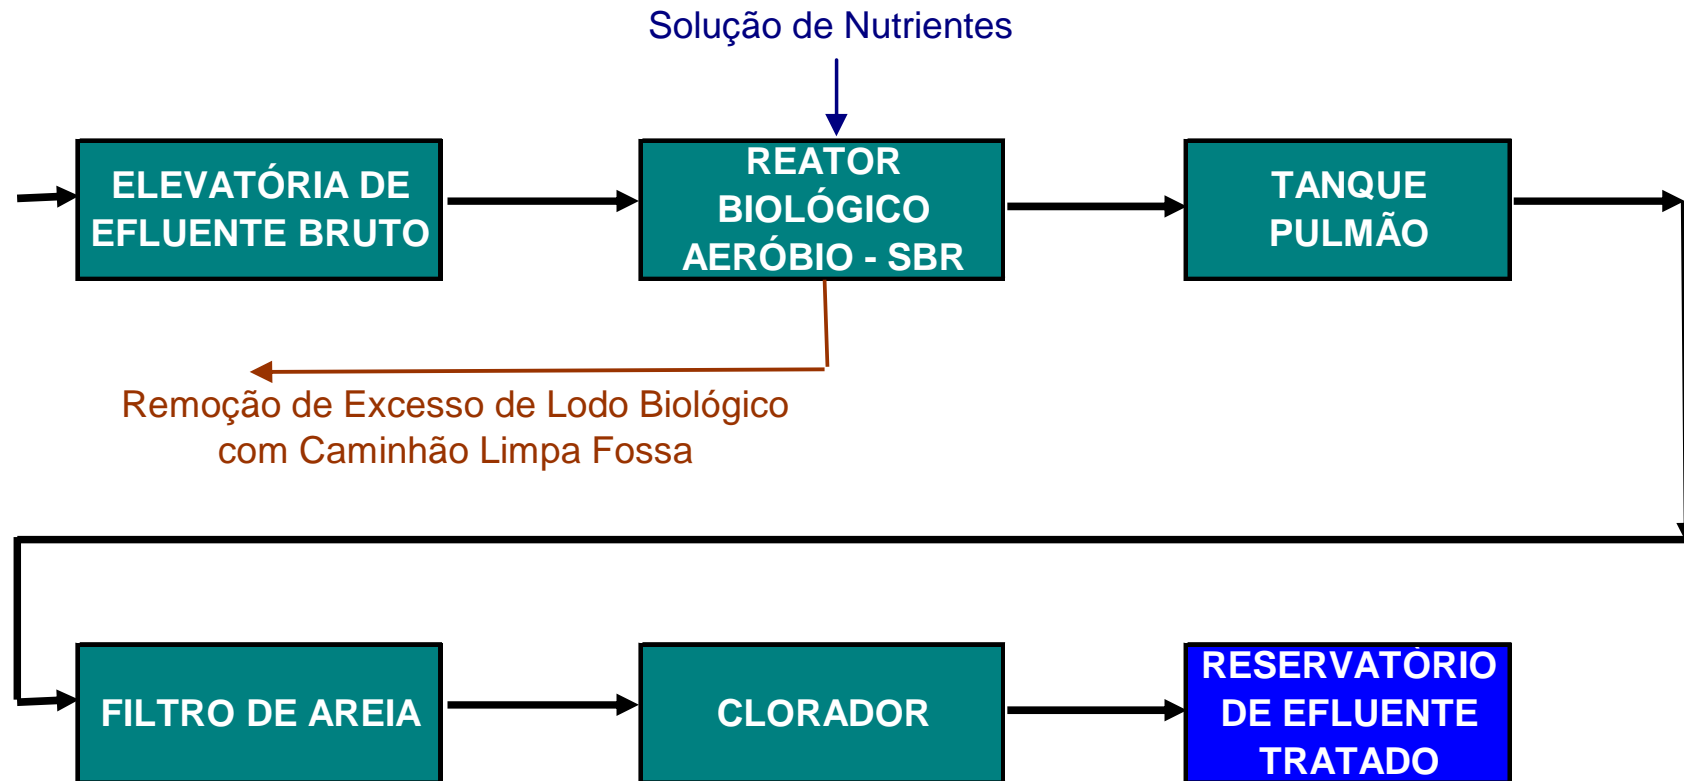 Solução de Nutrientes
ELEVATÓRIA DE
EFLUENTE BRUTO
REATOR
BIOLÓGICO
AERÓBIO - SBR
TANQUE
PULMÃO
Remoção de Excesso de Lodo Biológico
com Caminhão Limpa Fossa
FILTRO DE AREIA
CLORADOR
RESERVATÓRIO
DE EFLUENTE
TRATADO